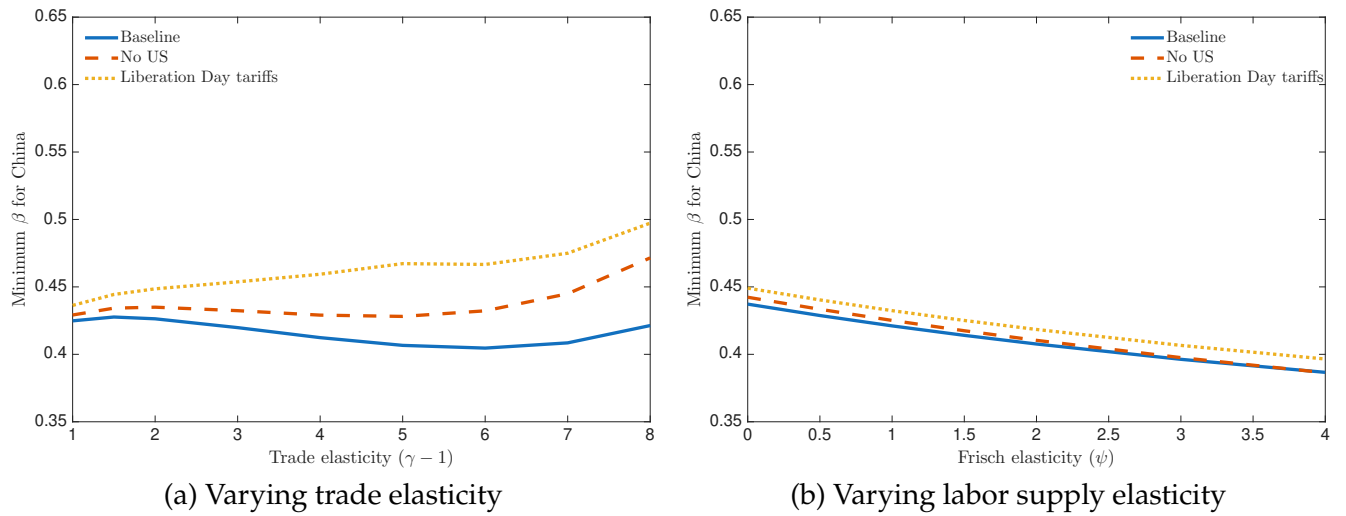 Baseline
No US
Liberation Day tariffs
0.65
0.6
0.55
0.5
0.45
0.4
0.35
Minimum β for China
1 2 3 4 5 6 7 8
Trade elasticity (γ − 1)
(a) Varying trade elasticity
Baseline
No US
Liberation Day tariffs
0.65
0.6
0.55
0.5
0.45
0.4
0.35
Minimum β for China
0 0.5 1 1.5 2 2.5 3 3.5 4
Frisch elasticity (ψ)
(b) Varying labor supply elasticity